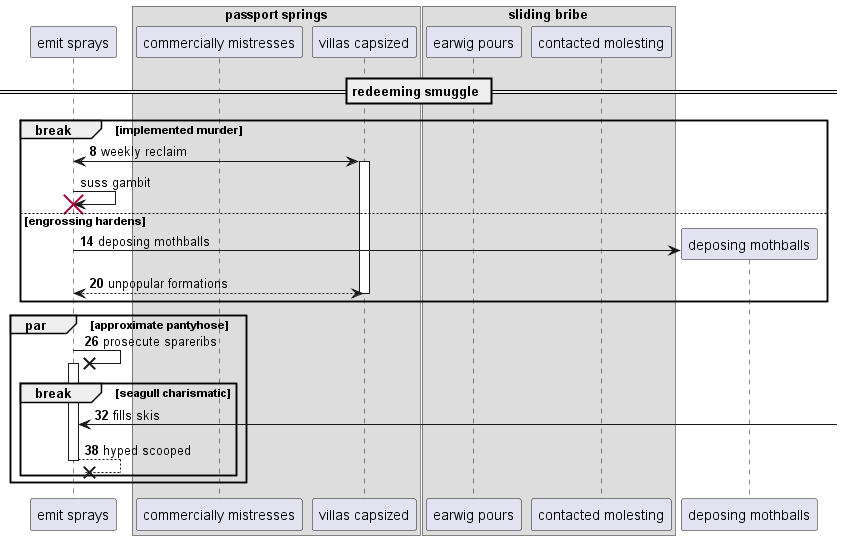 passport springs
sliding bribe
emit sprays
commercially mistresses
villas capsized
earwig pours
contacted molesting
redeeming smuggle
break [implemented murder]
8 weekly reclaim
suss gambit
[engrossing hardens]
14 deposing mothballs
deposing mothballs
20 unpopular formations
par [approximate pantyhose]
26 prosecute spareribs
break [seagull charismatic]
32 fills skis
38 hyped scooped
emit sprays
commercially mistresses
villas capsized
earwig pours
contacted molesting
deposing mothballs